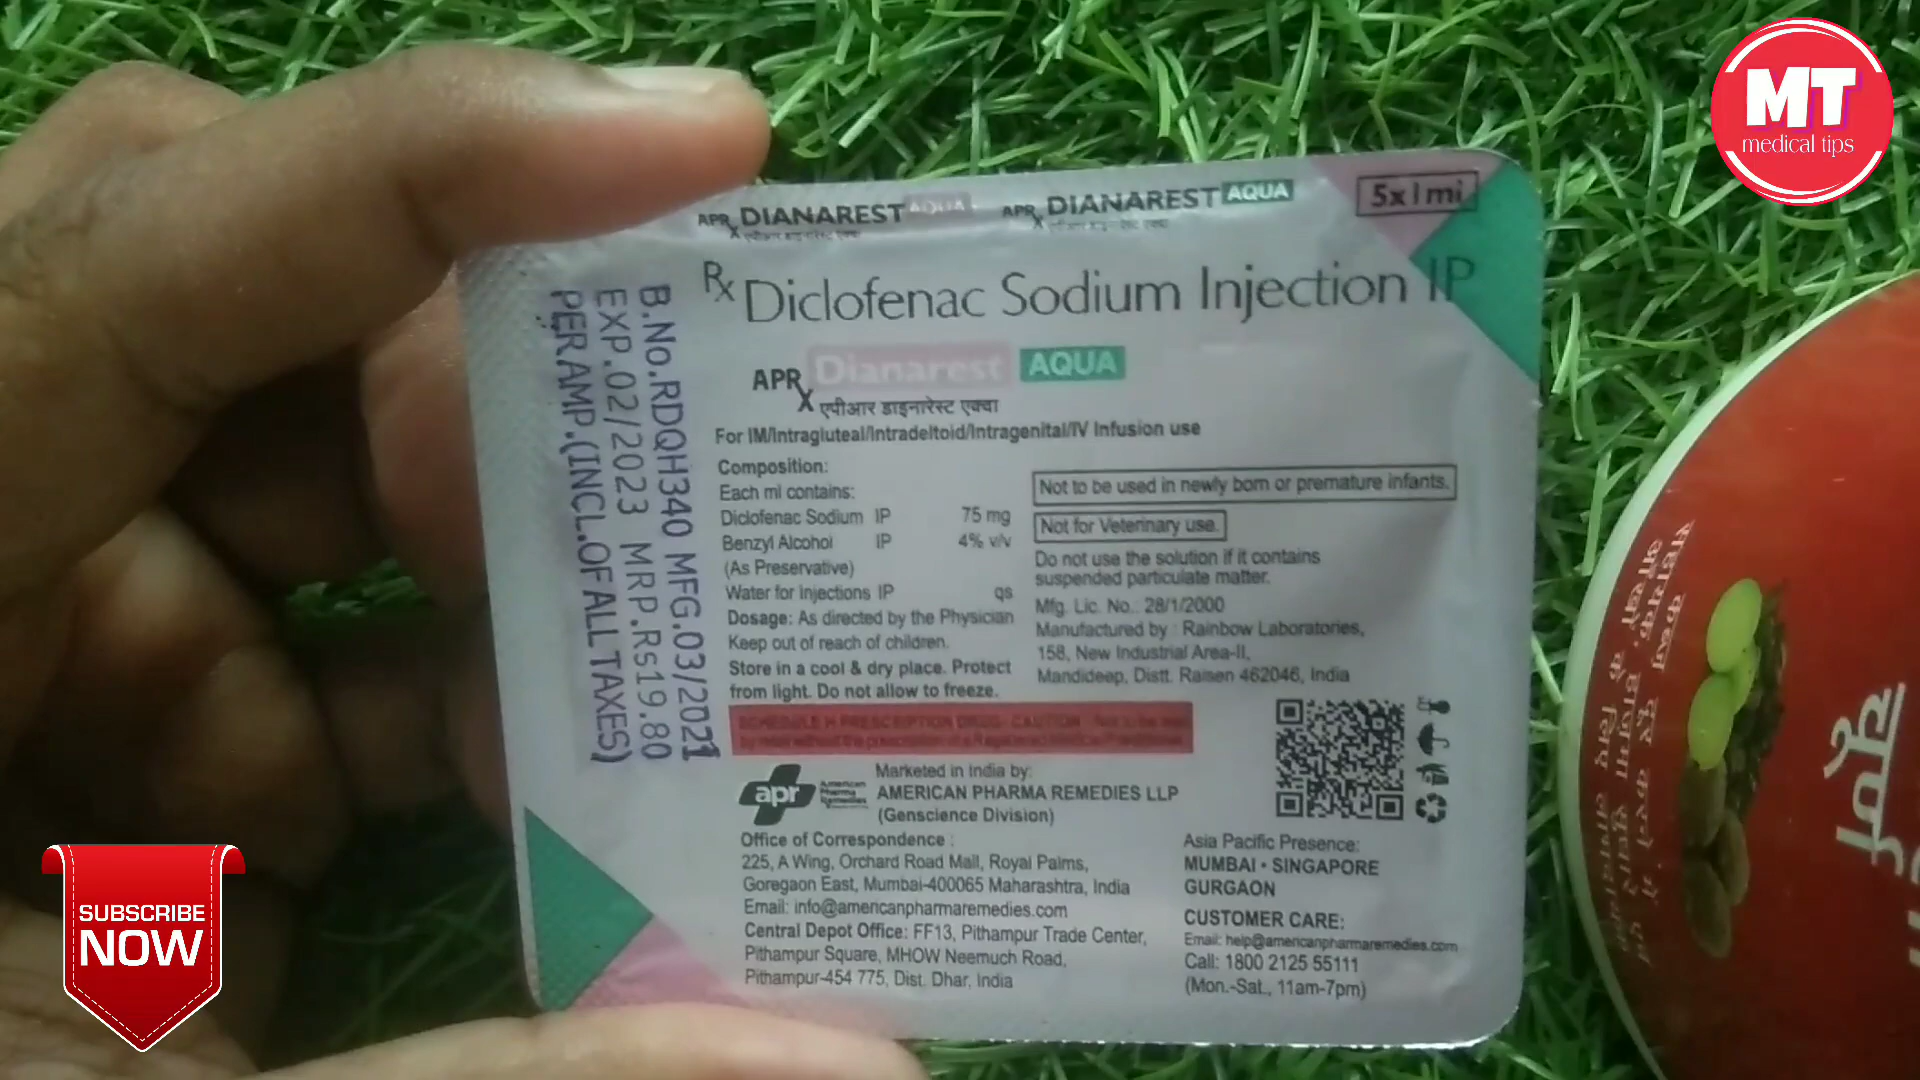 MT
medical tips
APR DIANAREST AQUA
APR DIANAREST AQUA
5x1ml
Rx Diclofenac Sodium Injection IP
APR Dianarest AQUA
एपीआर डाइनारेस्ट एक्वा
For IM/Intragluteal/Intradeltoid/Intragenital/IV Infusion use
Composition:
Each ml contains:
Diclofenac Sodium IP 75 mg
Benzyl Alcohol IP 4% v/v
(As Preservative)
Water for Injections IP qs
Dosage: As directed by the Physician
Keep out of reach of children.
Store in a cool & dry place. Protect
from light. Do not allow to freeze.
Not to be used in newly born or premature infants.
Not for Veterinary use.
Do not use the solution if it contains
suspended particulate matter.
Mfg. Lic. No.: 28/1/2000
Manufactured by : Rainbow Laboratories,
158, New Industrial Area-II,
Mandideep, Distt. Raisen 462046, India
SCHEDULE H PRESCRIPTION DRUG - CAUTION
B.No.RDQH340 MFG.03/2021
EXP.02/2023 MRP.Rs19.80
PER AMP.(INCL.OF ALL TAXES)
apr American Pharma Remedies
Marketed in India by:
AMERICAN PHARMA REMEDIES LLP
(Genscience Division)
Office of Correspondence :
225, A Wing, Orchard Road Mall, Royal Palms,
Goregaon East, Mumbai-400065 Maharashtra, India
Email: info@americanpharmaremedies.com
Central Depot Office: FF13, Pithampur Trade Center,
Pithampur Square, MHOW Neemuch Road,
Pithampur-454 775, Dist. Dhar, India
Asia Pacific Presence:
MUMBAI • SINGAPORE
GURGAON
CUSTOMER CARE:
Email: help@americanpharmaremedies.com
Call: 1800 2125 55111
(Mon.-Sat., 11am-7pm)
SUBSCRIBE
NOW